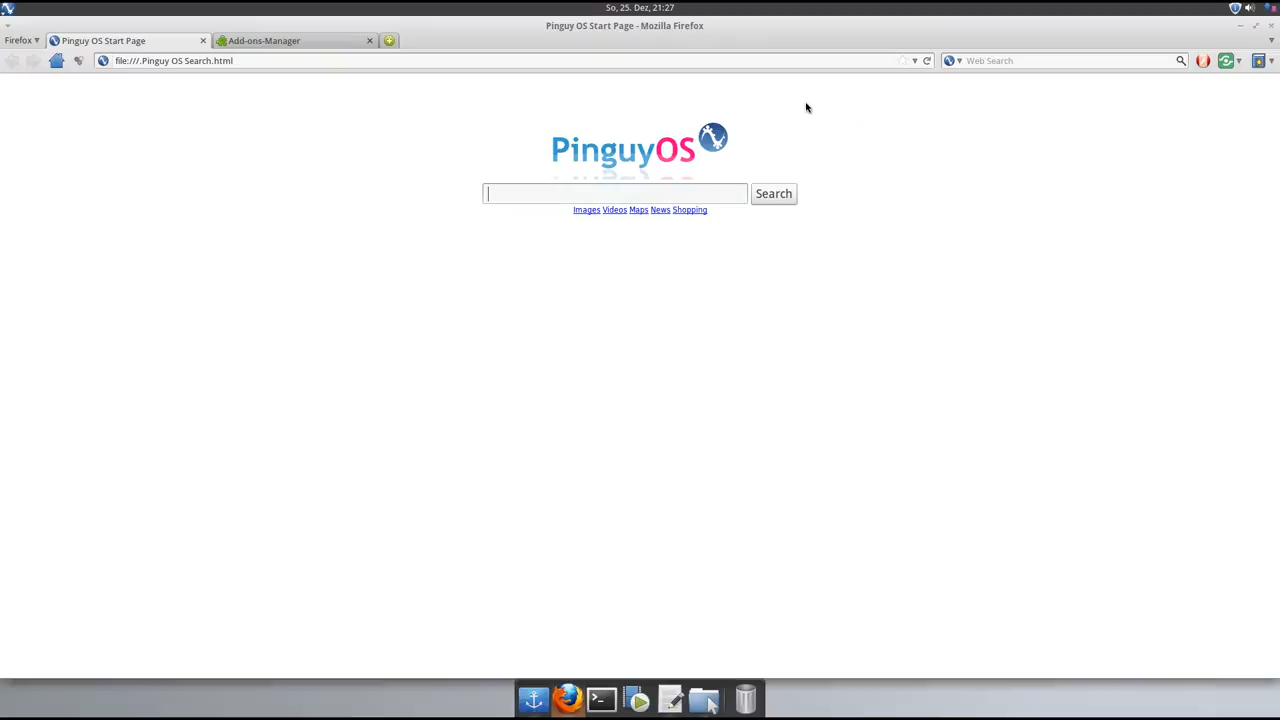 So, 25. Dez, 21:27
Pinguy OS Start Page - Mozilla Firefox
Firefox
Pinguy OS Start Page
Add-ons-Manager
file:///.Pinguy OS Search.html
Web Search
PinguyOS
Search
Images Videos Maps News Shopping